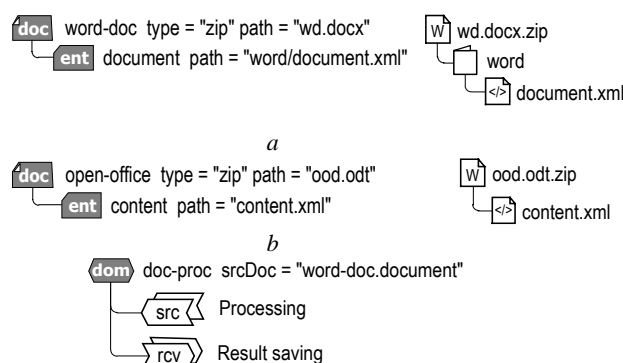 doc word-doc type = "zip" path = "wd.docx" W wd.docx.zip
ent document path = "word/document.xml" word
</> document.xml
a
doc open-office type = "zip" path = "ood.odt" W ood.odt.zip
ent content path = "content.xml" </> content.xml
b
dom doc-proc srcDoc = "word-doc.document"
src Processing
rcv Result saving